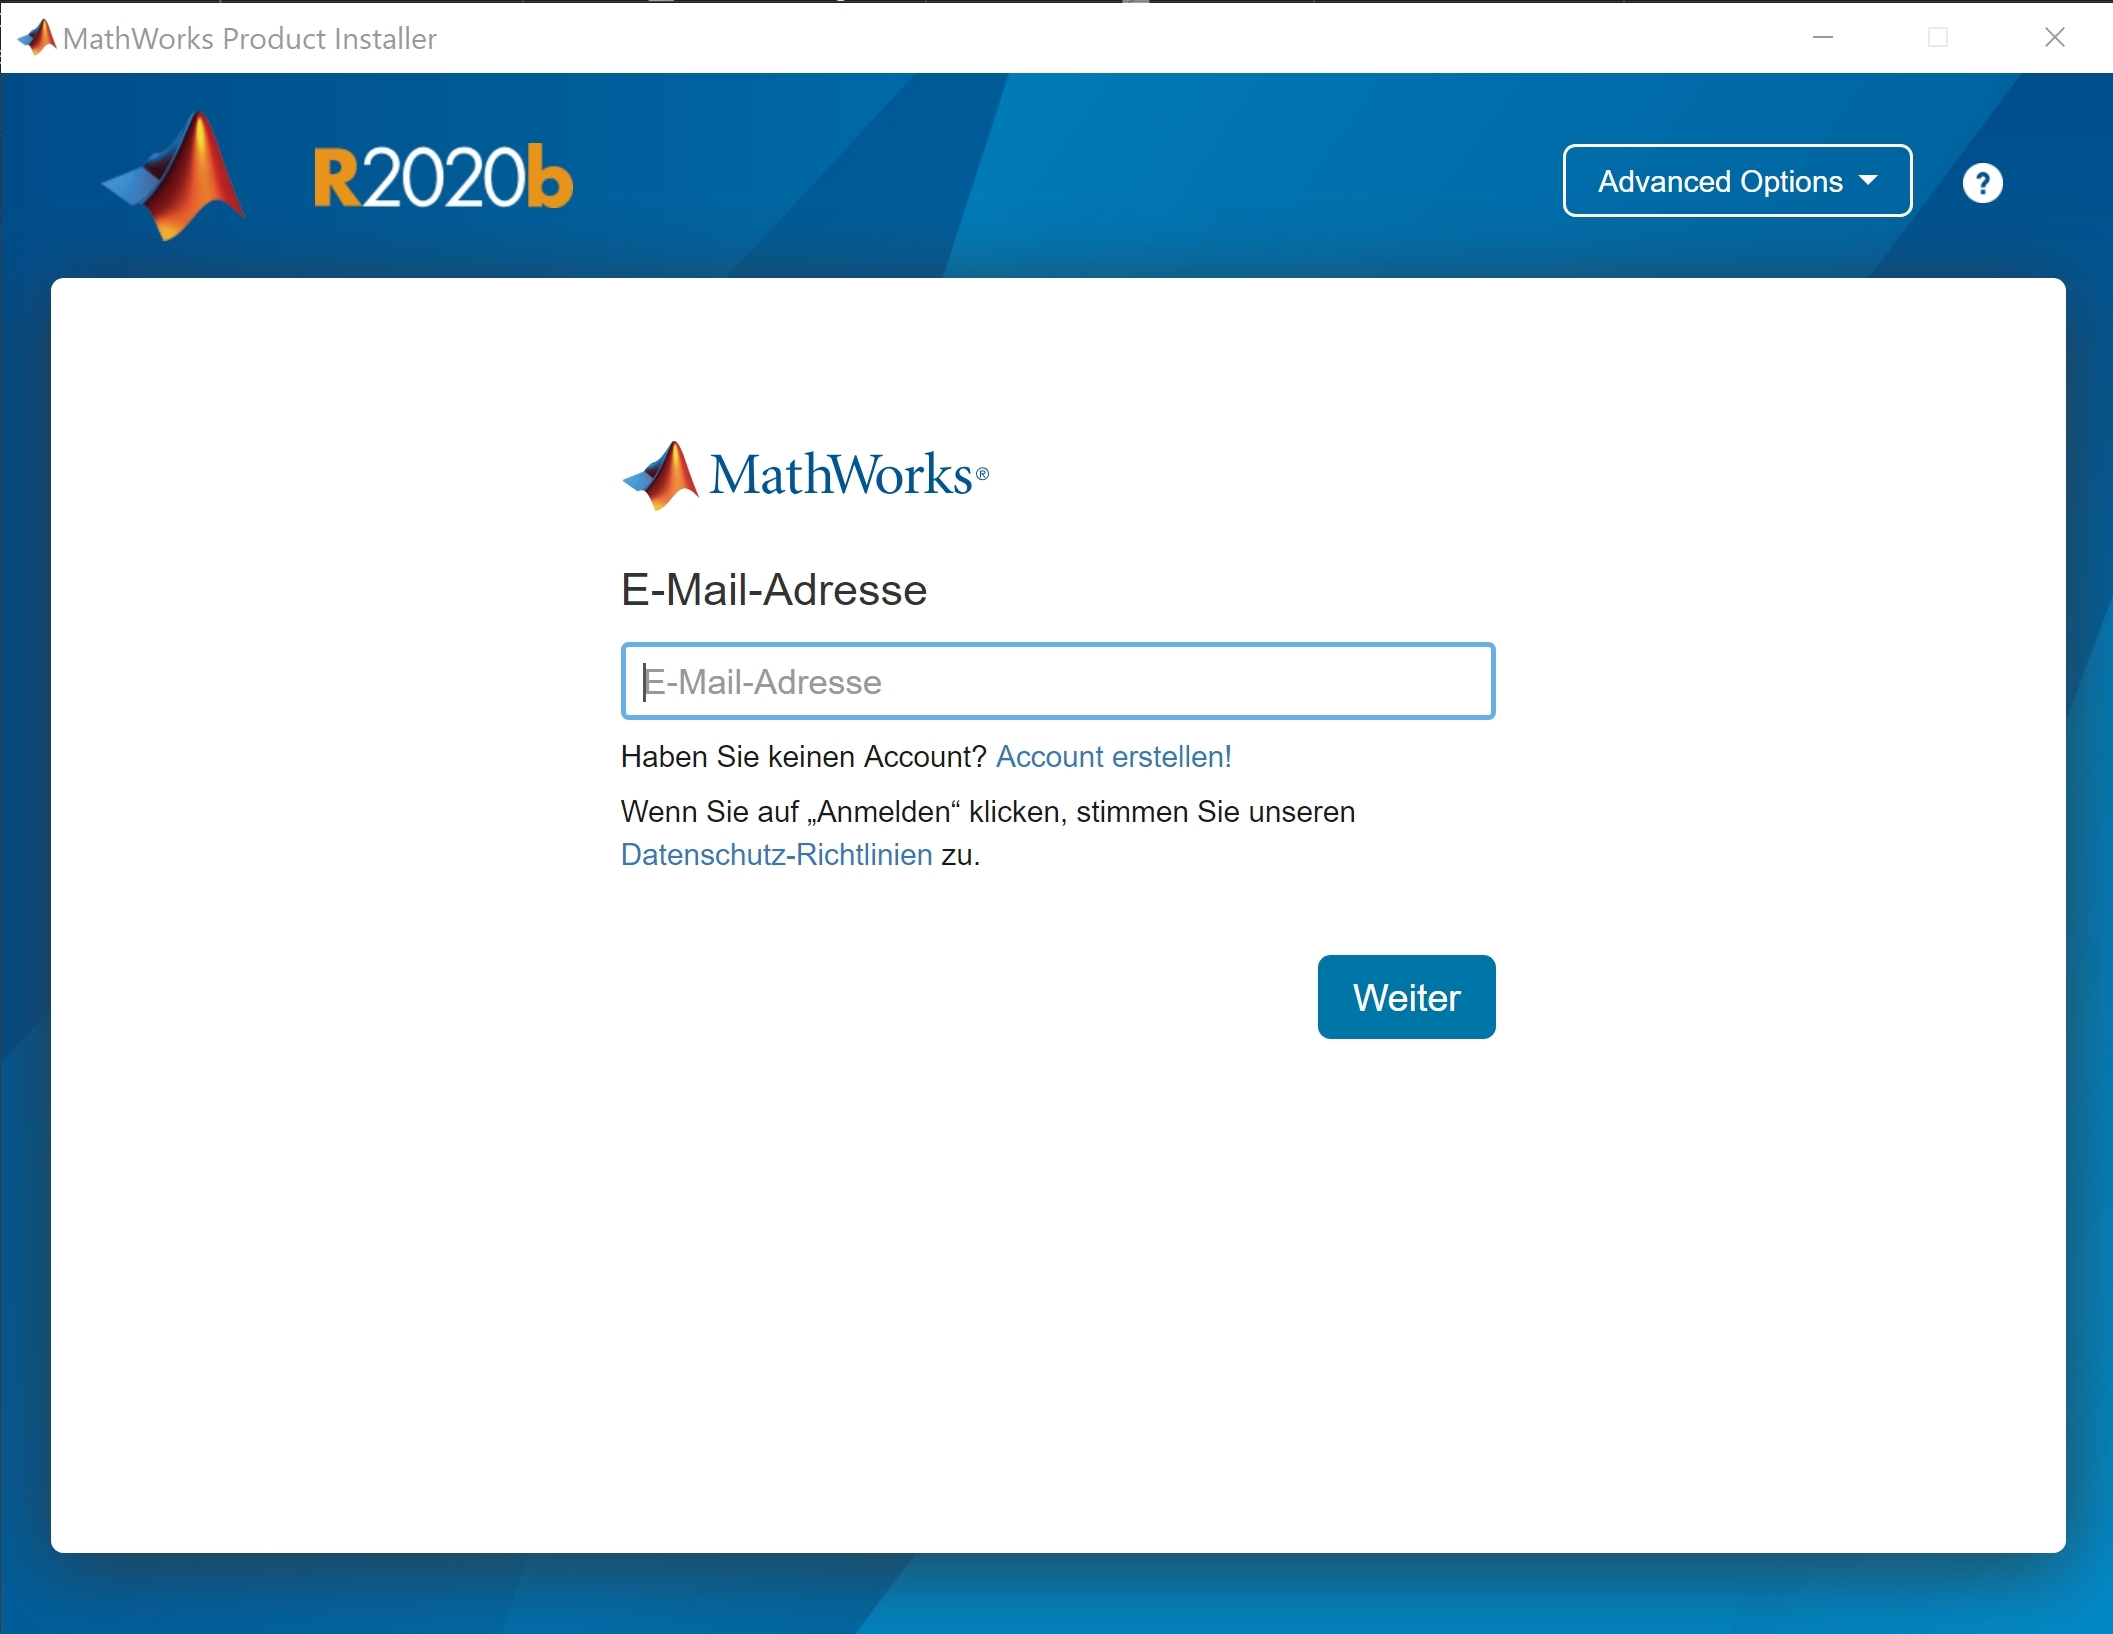 MathWorks Product Installer
R2020b
Advanced Options
?
MathWorks®
E-Mail-Adresse
E-Mail-Adresse
Haben Sie keinen Account? Account erstellen!
Wenn Sie auf „Anmelden“ klicken, stimmen Sie unseren
Datenschutz-Richtlinien zu.
Weiter